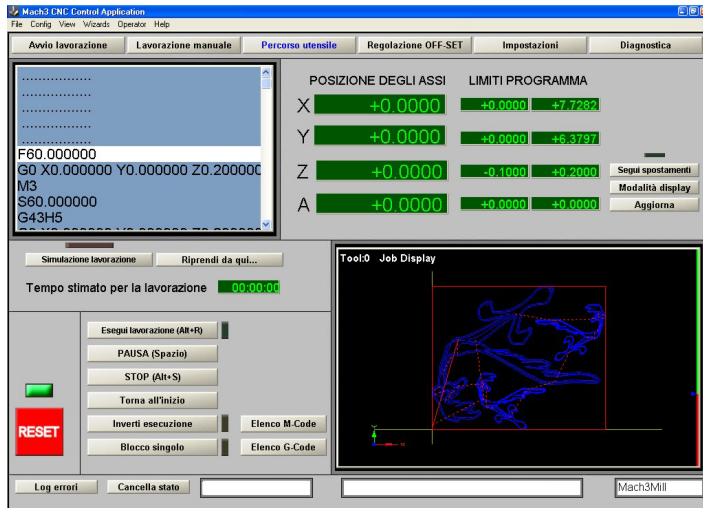 Mach3 CNC Control Application
File Config View Wizards Operator Help
Avvio lavorazione Lavorazione manuale Percorso utensile Regolazione OFF-SET Impostazioni Diagnostica
.................
.................
.................
.................
.................
F60.000000
G0 X0.000000 Y0.000000 Z0.200000
M3
S60.000000
G43H5
POSIZIONE DEGLI ASSI LIMITI PROGRAMMA
X +0.0000 +0.0000 +7.7282
Y +0.0000 +0.0000 +6.3797
Z +0.0000 -0.1000 +0.2000
A +0.0000 +0.0000 +0.0000
Segui spostamenti
Modalità display
Aggiorna
Simulazione lavorazione Riprendi da qui...
Tempo stimato per la lavorazione 00:00:00
Tool:0 Job Display
Esegui lavorazione (Alt+R)
PAUSA (Spazio)
STOP (Alt+S)
Torna all'inizio
Inverti esecuzione Elenco M-Code
Blocco singolo Elenco G-Code
RESET
Log errori Cancella stato Mach3Mill